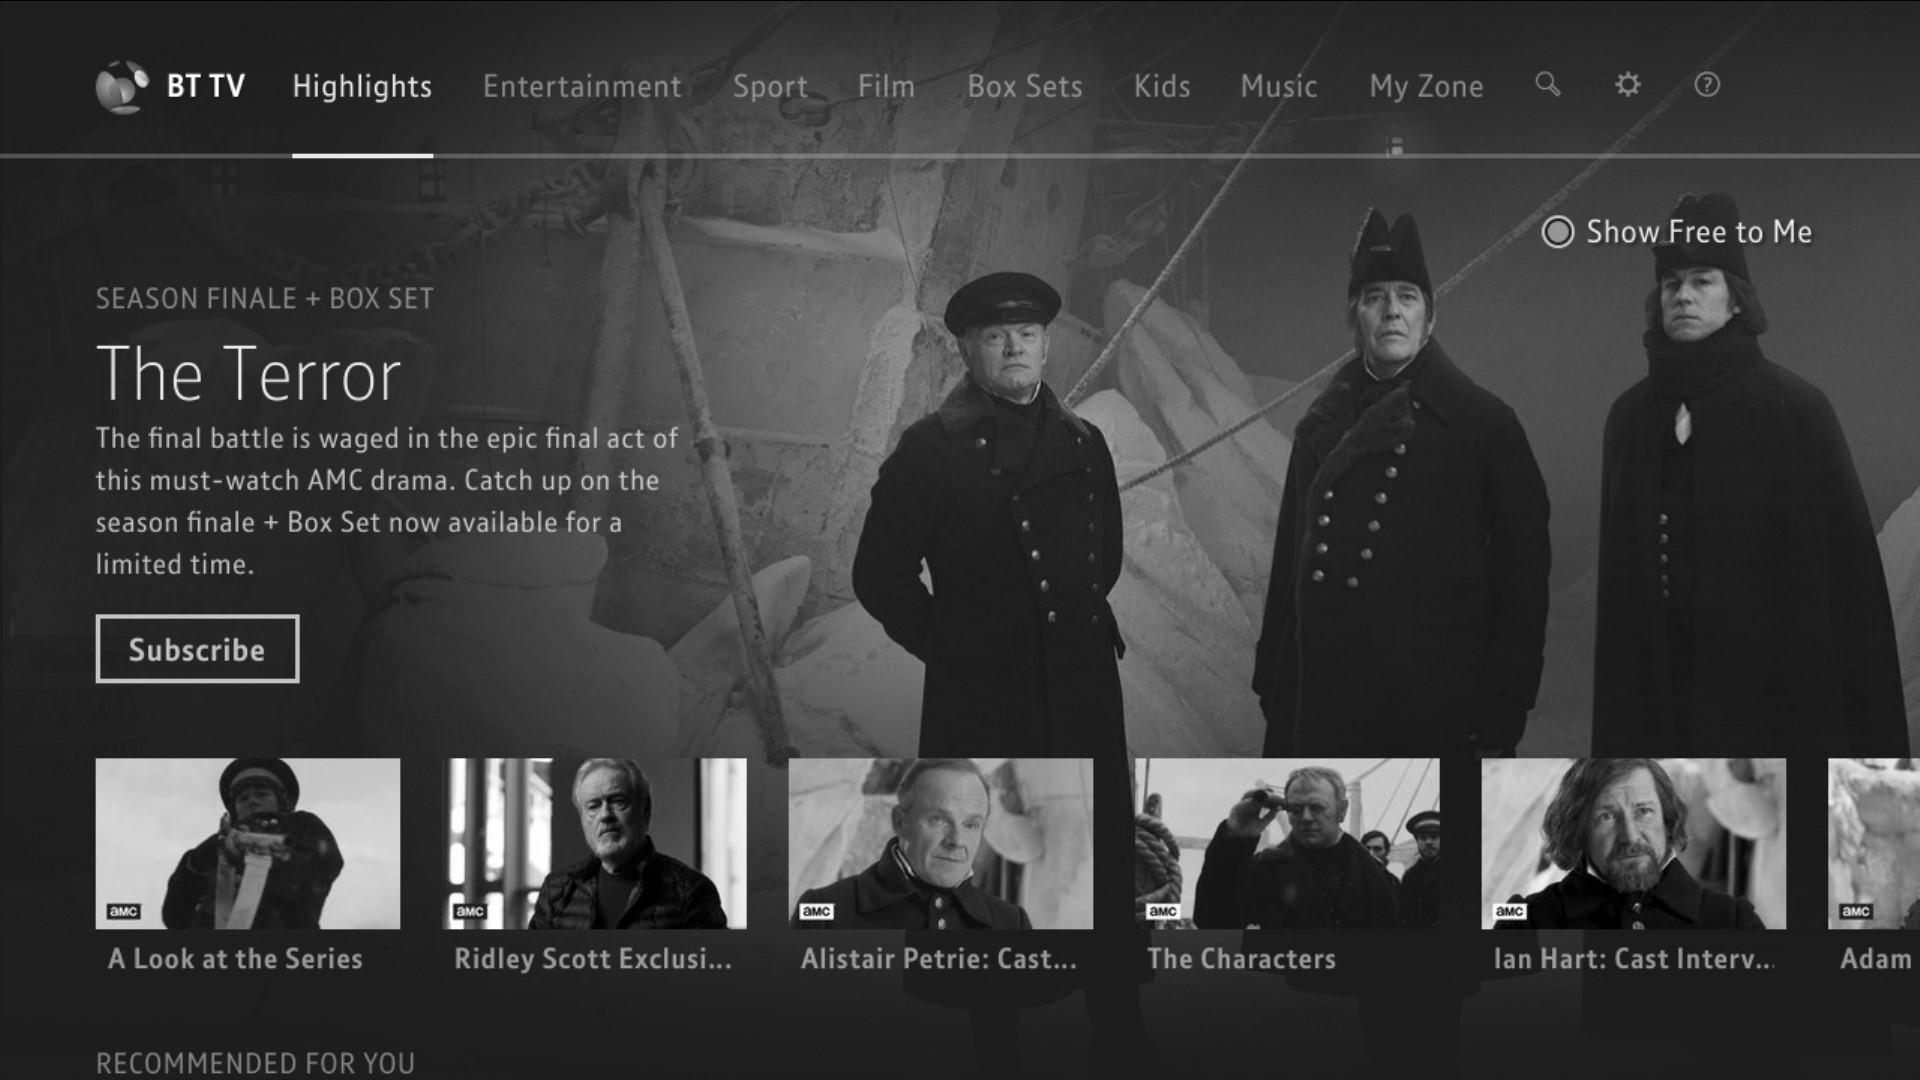 BT TV Highlights Entertainment Sport Film Box Sets Kids Music My Zone
Show Free to Me
SEASON FINALE + BOX SET
The Terror
The final battle is waged in the epic final act of
this must-watch AMC drama. Catch up on the
season finale + Box Set now available for a
limited time.
Subscribe
aMC aMC aMC aMC aMC aMC
A Look at the Series
Ridley Scott Exclusi...
Alistair Petrie: Cast...
The Characters
Ian Hart: Cast Interv...
Adam
RECOMMENDED FOR YOU